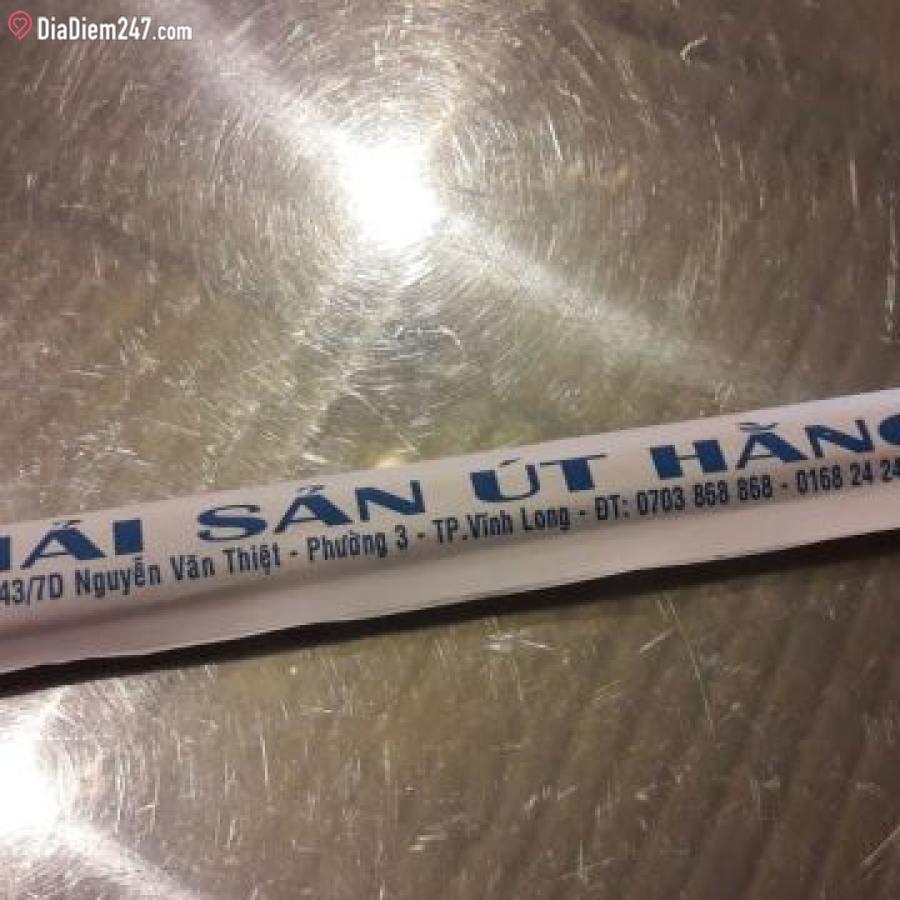 DiaDiem247.com
HẢI SẢN ÚT HẰNG
43/7D Nguyễn Văn Thiệt - Phường 3 - TP.Vĩnh Long - ĐT: 0703 868 868 - 0168 24 24